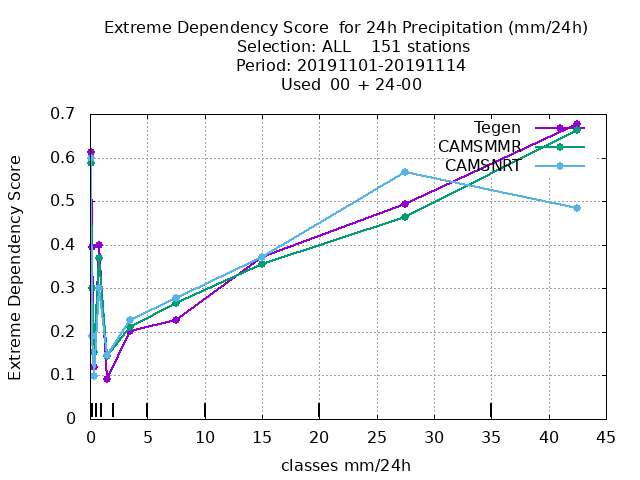 Extreme Dependency Score  for 24h Precipitation (mm/24h)
Selection: ALL    151 stations
Period: 20191101-20191114
Used  00 + 24-00
Extreme Dependency Score
0.7
0.6
0.5
0.4
0.3
0.2
0.1
0
Tegen
CAMSMMR
CAMSNRT
0 5 10 15 20 25 30 35 40 45
classes mm/24h